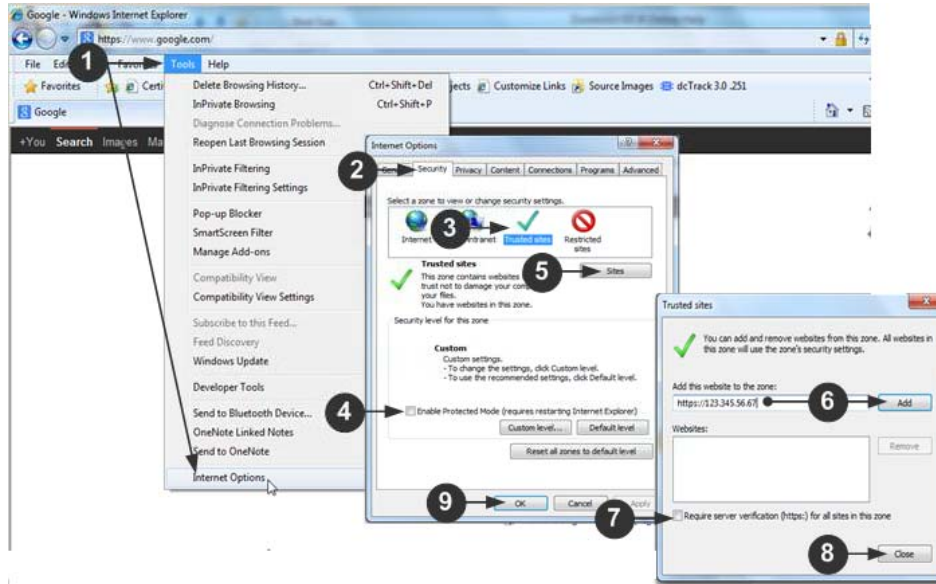 Google - Windows Internet Explorer
https://www.google.com/
File Favorites Tools Help
Favorites Customize Links Source Images dcTrack 3.0 .251
Google
+You Search Images
1
Delete Browsing History... Ctrl+Shift+Del
InPrivate Browsing Ctrl+Shift+P
Diagnose Connection Problems...
Reopen Last Browsing Session
InPrivate Filtering
InPrivate Filtering Settings
Pop-up Blocker
SmartScreen Filter
Manage Add-ons
Compatibility View
Compatibility View Settings
Subscribe to this Feed...
Feed Discovery
Windows Update
Developer Tools
Send to Bluetooth Device...
OneNote Linked Notes
Send to OneNote
Internet Options
Internet Options
2
Security Privacy Content Connections Programs Advanced
Select a zone to view or change security settings.
3
Internet Trusted sites Restricted sites
5
Trusted sites Sites
This zone contains websites
trust not to damage your
your files.
You have websites in this zone.
Security level for this zone
Custom
Custom settings.
- To change the settings, click Custom level.
- To use the recommended settings, click Default level.
4
Enable Protected Mode (requires restarting Internet Explorer)
Custom level... Default level
Reset all zones to default level
9
OK Cancel Apply
Trusted sites
You can add and remove websites from this zone. All websites in
this zone will use the zone's security settings.
Add this website to the zone:
https://123.345.56.67 6 Add
Websites:
Remove
7
Require server verification (https:) for all sites in this zone
8
Close